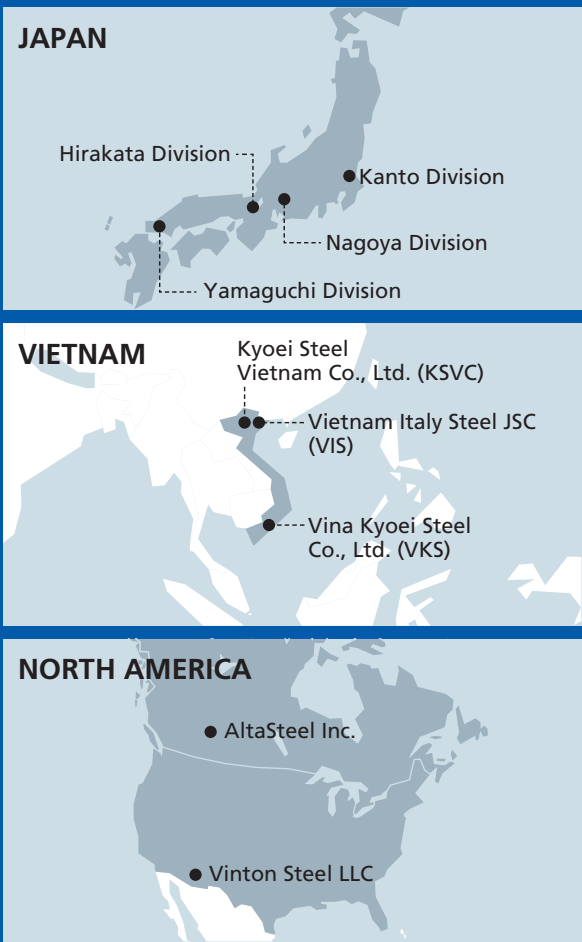 JAPAN
Hirakata Division
Kanto Division
Nagoya Division
Yamaguchi Division
VIETNAM
Kyoei Steel
Vietnam Co., Ltd. (KSVC)
Vietnam Italy Steel JSC
(VIS)
Vina Kyoei Steel
Co., Ltd. (VKS)
NORTH AMERICA
AltaSteel Inc.
Vinton Steel LLC